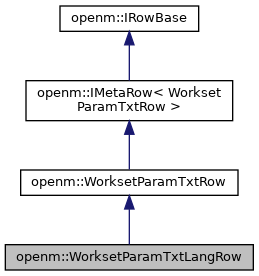 openm::IRowBase
openm::IMetaRow< Workset
ParamTxtRow >
openm::WorksetParamTxtRow
openm::WorksetParamTxtLangRow